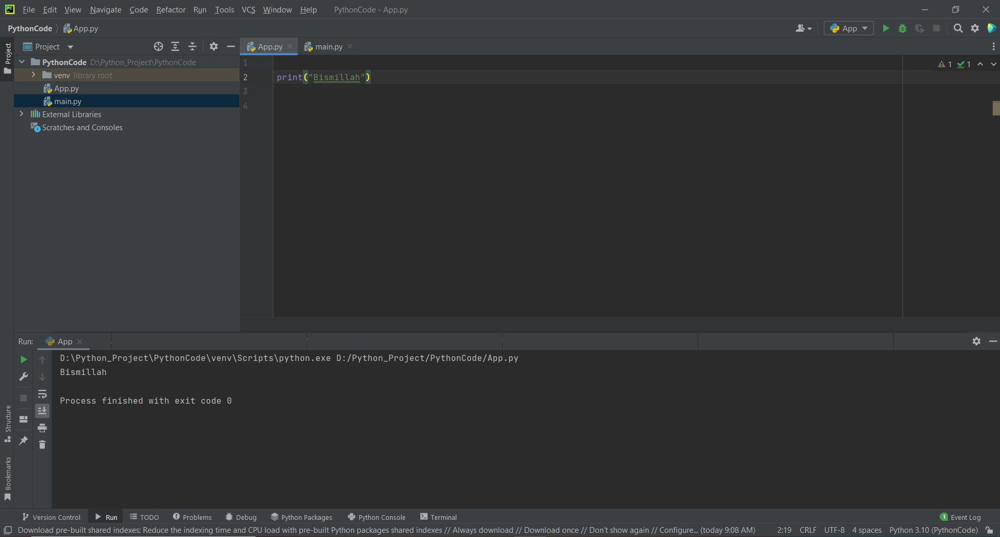 PC File Edit View Navigate Code Refactor Run Tools VCS Window Help PythonCode - App.py
PythonCode App.py App
Project App.py main.py
Project
PythonCode D:\Python_Project\PythonCode
venv library root
App.py
main.py
External Libraries
Scratches and Consoles
1
2 print("Bismillah")
3
4
1 1
Run: App
D:\Python_Project\PythonCode\venv\Scripts\python.exe D:/Python_Project/PythonCode/App.py
Bismillah
Process finished with exit code 0
Structure
Bookmarks
Version Control Run TODO Problems Debug Python Packages Python Console Terminal 1 Event Log
Download pre-built shared indexes: Reduce the indexing time and CPU load with pre-built Python packages shared indexes // Always download // Download once // Don't show again // Configure... (today 9:08 AM) 2:19 CRLF UTF-8 4 spaces Python 3.10 (PythonCode)